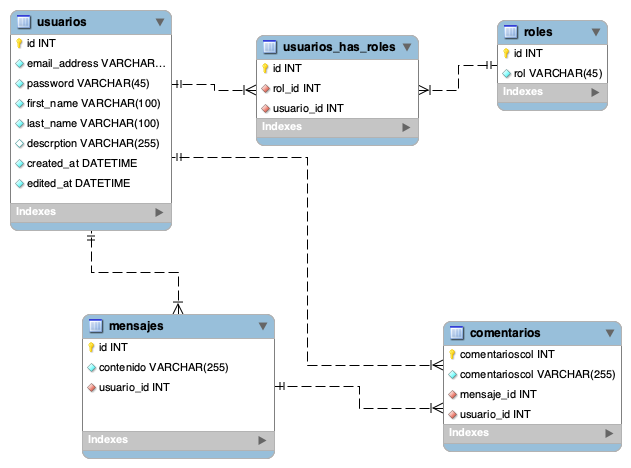 usuarios
id INT
email_address VARCHAR...
password VARCHAR(45)
first_name VARCHAR(100)
last_name VARCHAR(100)
descrption VARCHAR(255)
created_at DATETIME
edited_at DATETIME
Indexes
usuarios_has_roles
id INT
rol_id INT
usuario_id INT
Indexes
roles
id INT
rol VARCHAR(45)
Indexes
mensajes
id INT
contenido VARCHAR(255)
usuario_id INT
Indexes
comentarios
comentarioscol INT
comentarioscol VARCHAR(255)
mensaje_id INT
usuario_id INT
Indexes